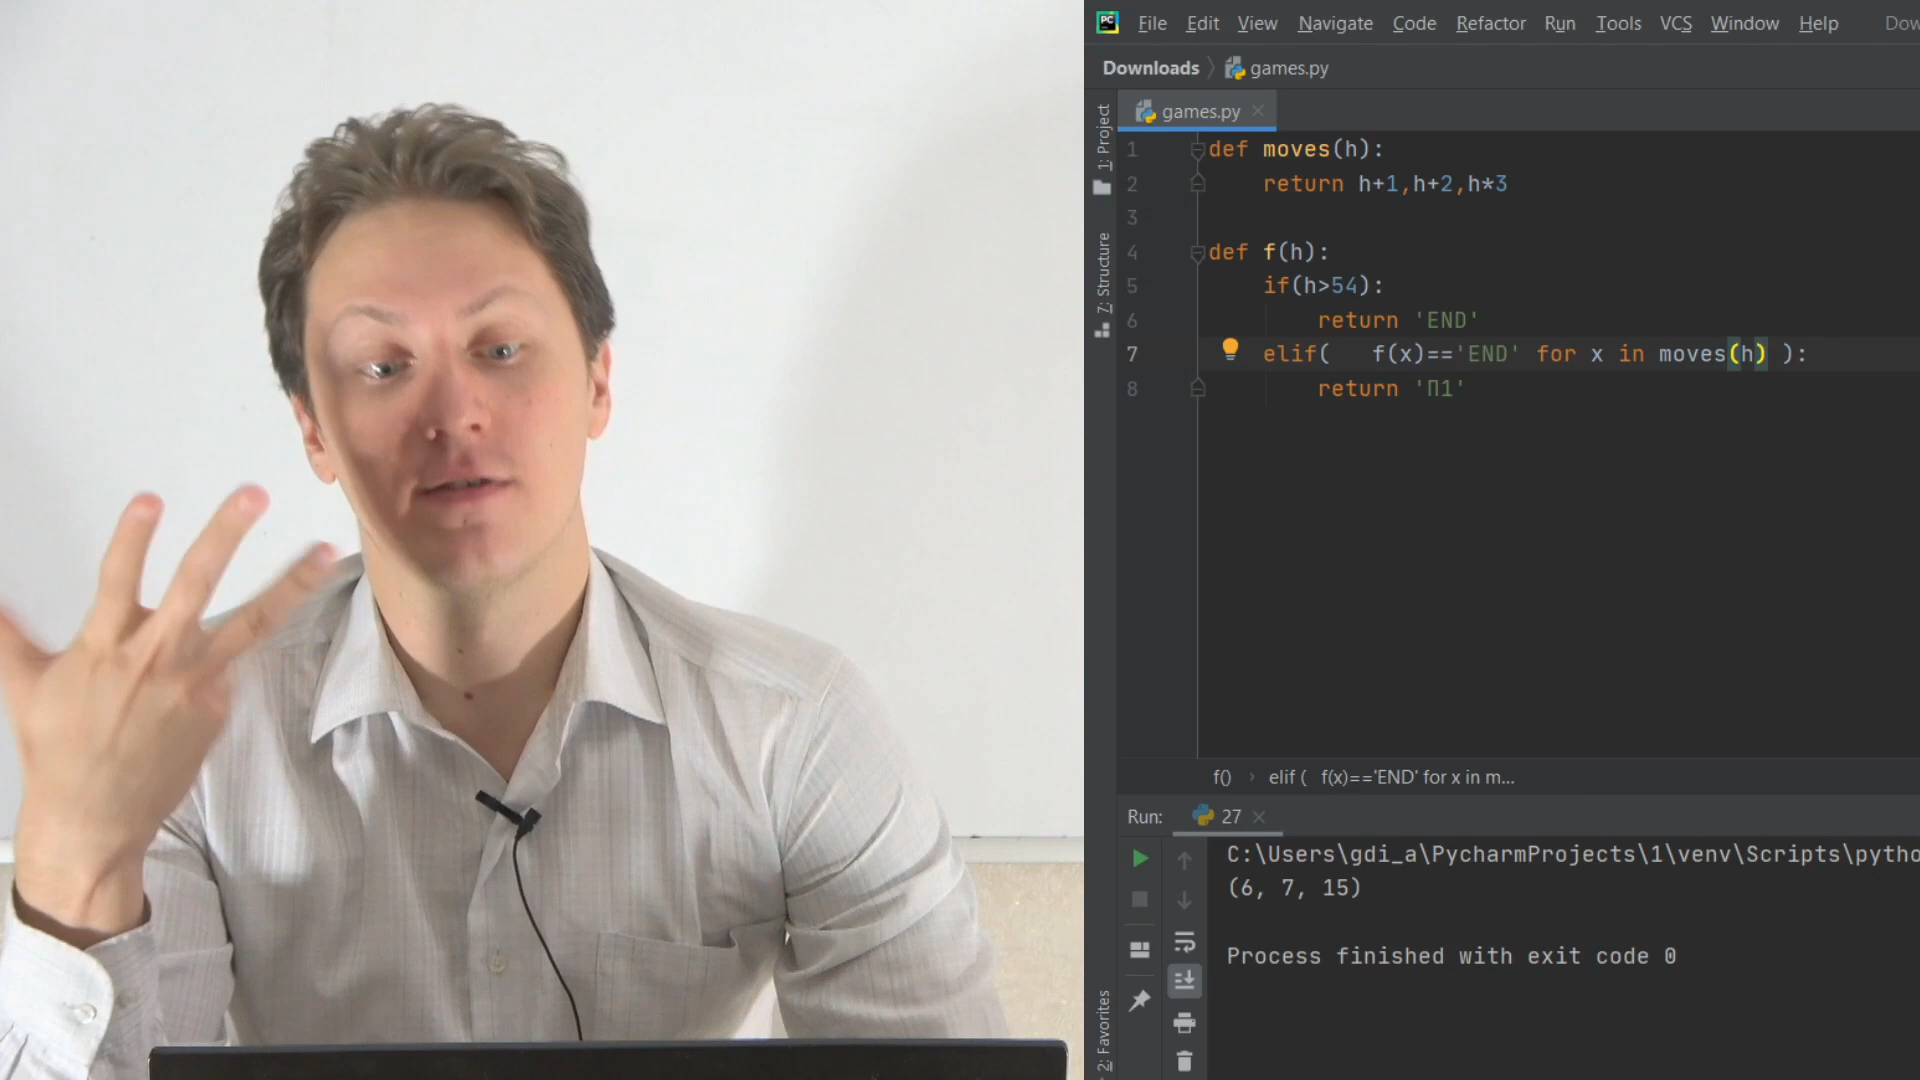 PC File Edit View Navigate Code Refactor Run Tools VCS Window Help Dow
Downloads games.py
games.py
1: Project
7: Structure
2: Favorites
1 def moves(h):
2 return h+1,h+2,h*3
3
4 def f(h):
5 if(h>54):
6 return 'END'
7 elif( f(x)=='END' for x in moves(h) ):
8 return 'П1'
f() › elif ( f(x)=='END' for x in m...
Run: 27
C:\Users\gdi_a\PycharmProjects\1\venv\Scripts\pytho
(6, 7, 15)
Process finished with exit code 0